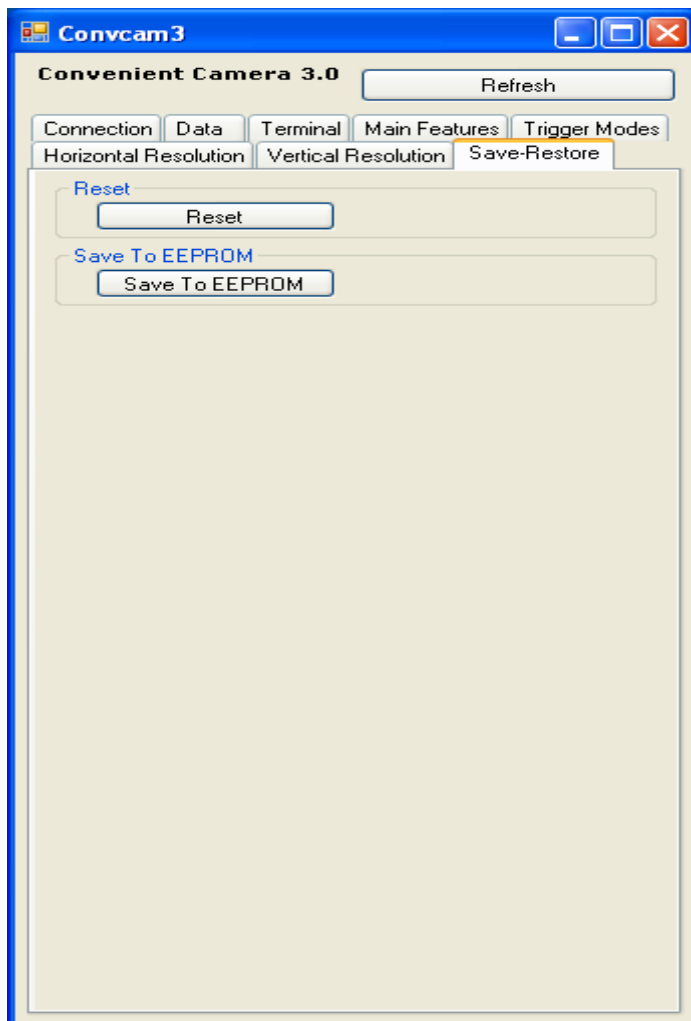 Convcam3
Convenient Camera 3.0 Refresh
Connection Data Terminal Main Features Trigger Modes
Horizontal Resolution Vertical Resolution Save-Restore
Reset
Reset
Save To EEPROM
Save To EEPROM